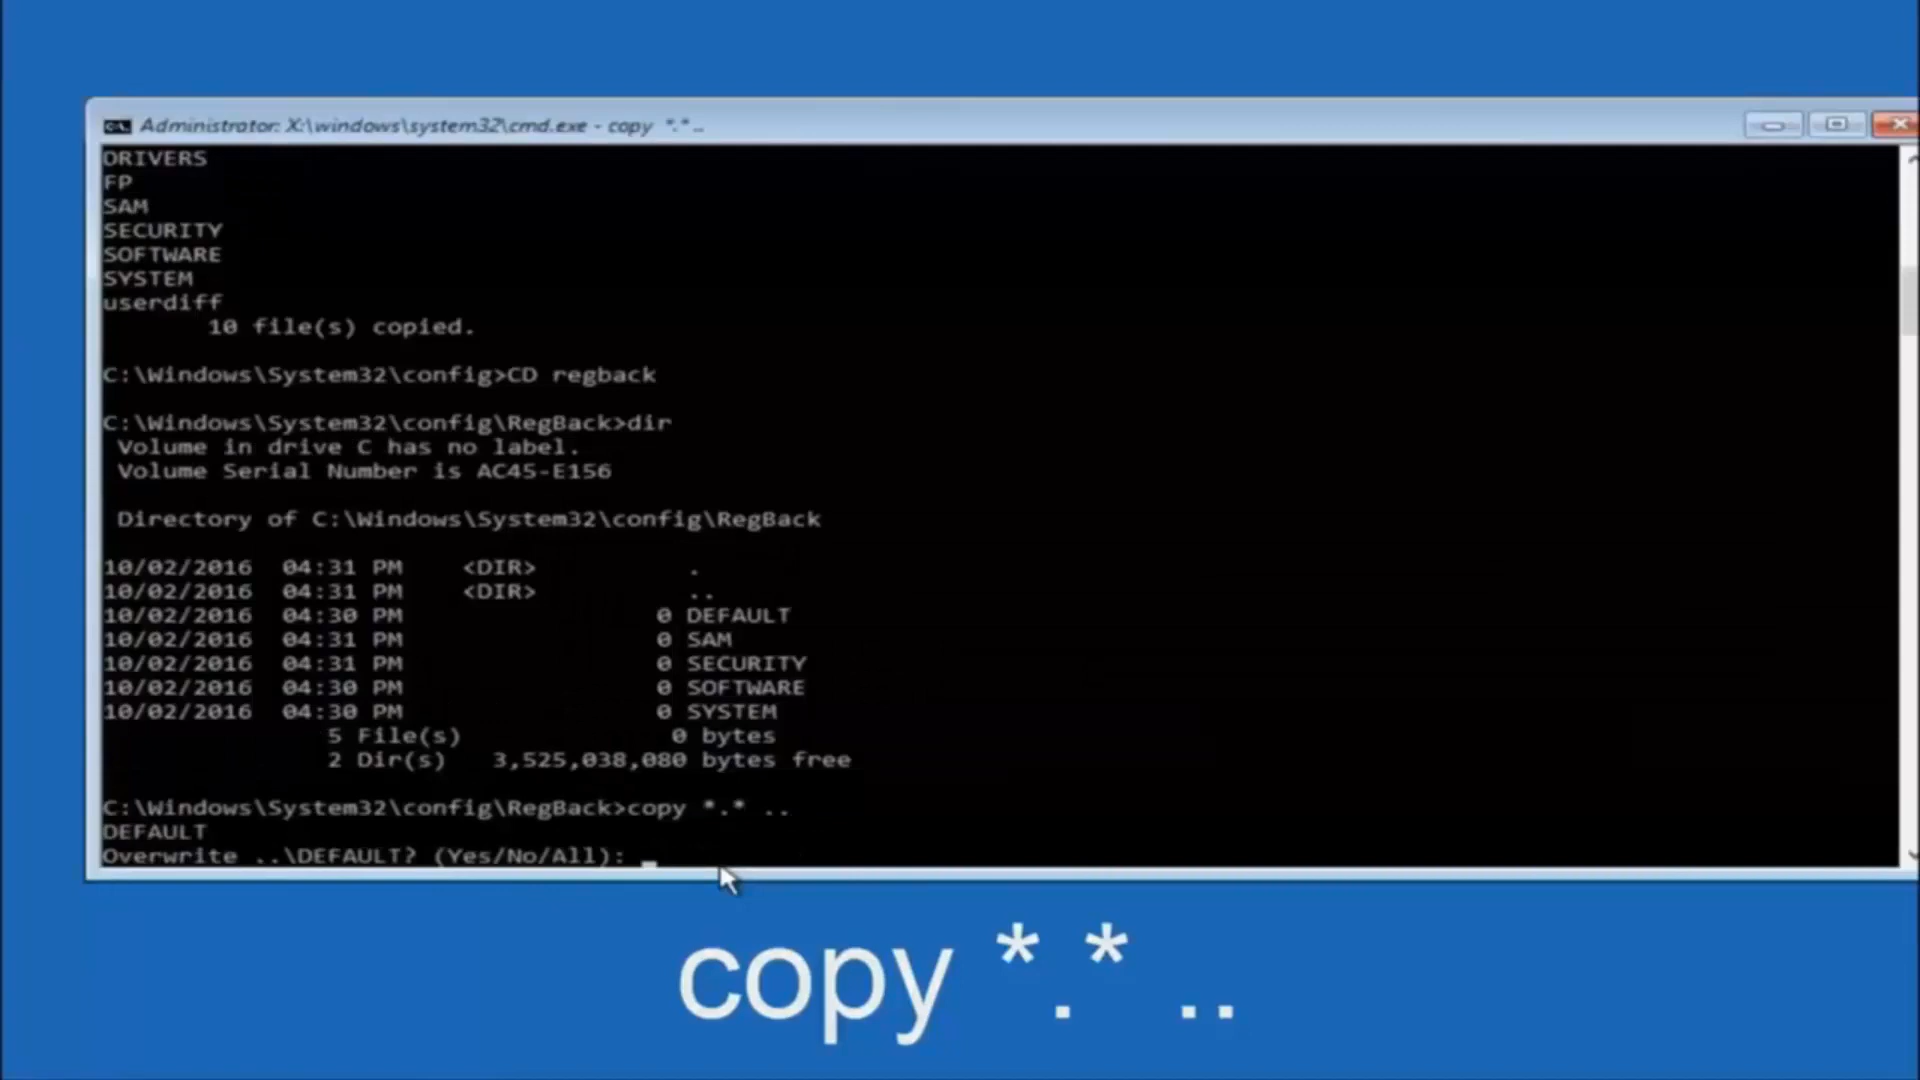 Administrator: X:\windows\system32\cmd.exe - copy *.* ..
DRIVERS
FP
SAM
SECURITY
SOFTWARE
SYSTEM
userdiff
10 file(s) copied.
C:\Windows\System32\config>CD regback
C:\Windows\System32\config\RegBack>dir
Volume in drive C has no label.
Volume Serial Number is AC45-E156
Directory of C:\Windows\System32\config\RegBack
10/02/2016 04:31 PM <DIR> .
10/02/2016 04:31 PM <DIR> ..
10/02/2016 04:30 PM 0 DEFAULT
10/02/2016 04:31 PM 0 SAM
10/02/2016 04:31 PM 0 SECURITY
10/02/2016 04:30 PM 0 SOFTWARE
10/02/2016 04:30 PM 0 SYSTEM
5 File(s) 0 bytes
2 Dir(s) 3,525,038,080 bytes free
C:\Windows\System32\config\RegBack>copy *.* ..
DEFAULT
Overwrite ..\DEFAULT? (Yes/No/All): _
copy *.* ..